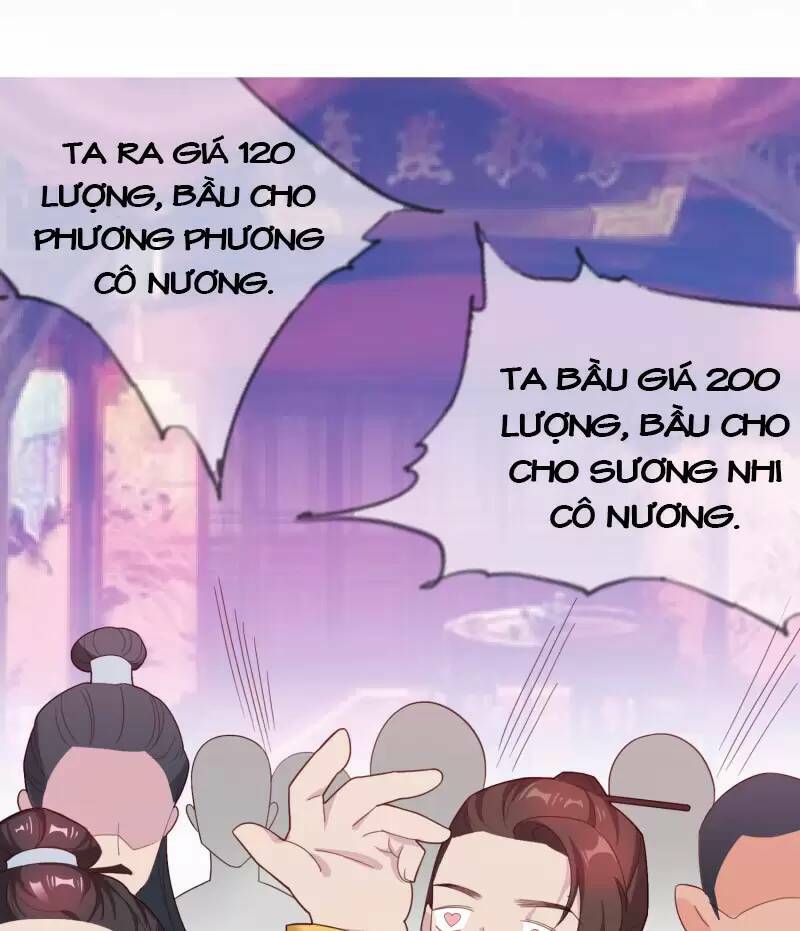 TA RA GIÁ 120
LƯỢNG, BẦU CHO
PHƯƠNG PHƯƠNG
CÔ NƯƠNG.
TA BẦU GIÁ 200
LƯỢNG, BẦU CHO
CHO SƯƠNG NHI
CÔ NƯƠNG.